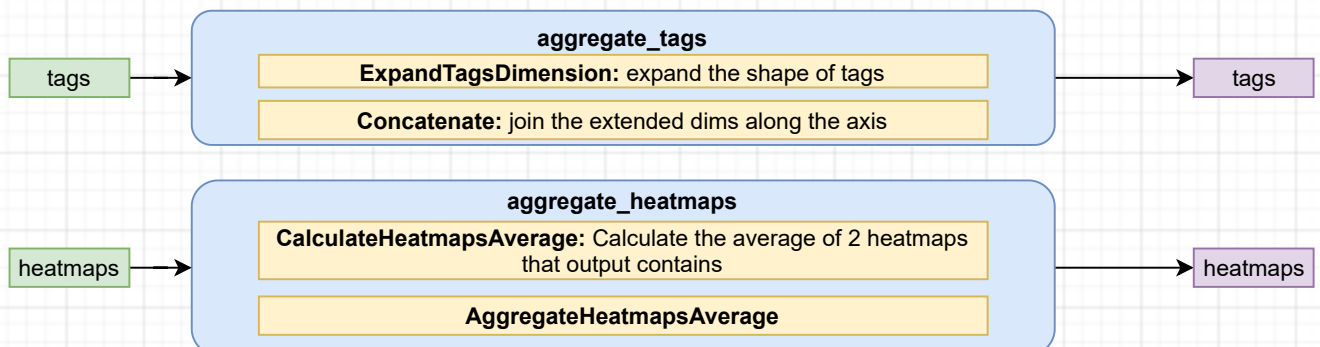 aggregate_tags
tags
ExpandTagsDimension: expand the shape of tags
tags
Concatenate: join the extended dims along the axis
aggregate_heatmaps
CalculateHeatmapsAverage: Calculate the average of 2 heatmaps
that output contains
heatmaps
heatmaps
AggregateHeatmapsAverage